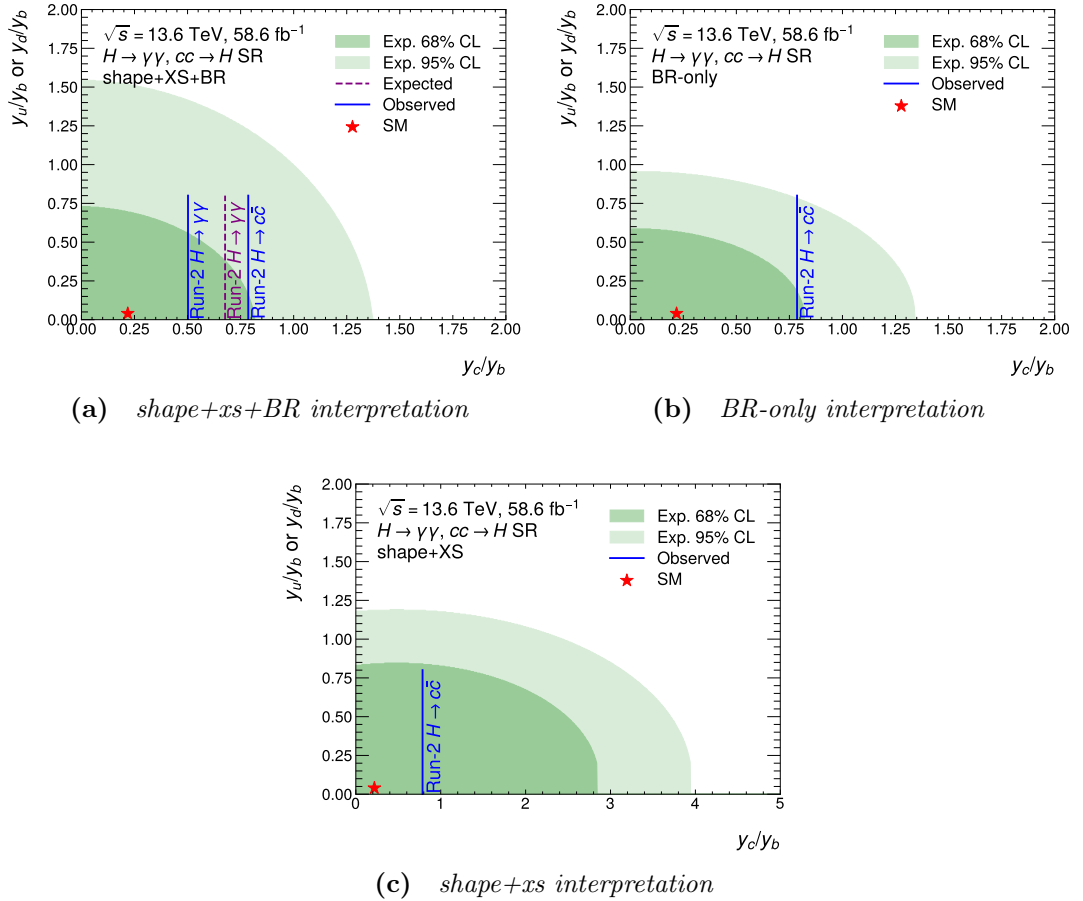 √s = 13.6 TeV, 58.6 fb⁻¹
H → γγ, cc → H SR
shape+XS+BR
Exp. 68% CL
Exp. 95% CL
Expected
Observed
SM
y_u/y_b or y_d/y_b
2.00
1.75
1.50
1.25
1.00
0.75
0.50
0.25
0.00
Run-2 H → γγ
Run-2 H → γγ
Run-2 H → cc̄
0.00 0.25 0.50 0.75 1.00 1.25 1.50 1.75 2.00
y_c/y_b
(a) shape+xs+BR interpretation
√s = 13.6 TeV, 58.6 fb⁻¹
H → γγ, cc → H SR
BR-only
Exp. 68% CL
Exp. 95% CL
Observed
SM
y_u/y_b or y_d/y_b
2.00
1.75
1.50
1.25
1.00
0.75
0.50
0.25
0.00
Run-2 H → cc̄
0.00 0.25 0.50 0.75 1.00 1.25 1.50 1.75 2.00
y_c/y_b
(b) BR-only interpretation
√s = 13.6 TeV, 58.6 fb⁻¹
H → γγ, cc → H SR
shape+XS
Exp. 68% CL
Exp. 95% CL
Observed
SM
y_u/y_b or y_d/y_b
2.00
1.75
1.50
1.25
1.00
0.75
0.50
0.25
0.00
Run-2 H → cc̄
0 1 2 3 4 5
y_c/y_b
(c) shape+xs interpretation